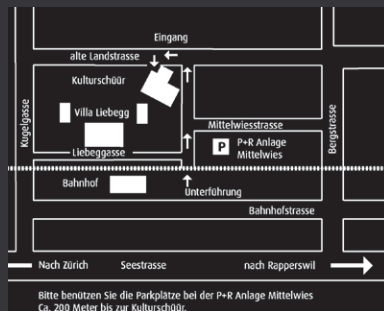 Eingang
alte Landstrasse
Kulturschüür
Kugelgasse
Villa Liebegg
Mittelwiesstrasse
Bergstrasse
P P+R Anlage
Mittelwies
Liebeggasse
Bahnhof
Unterführung
Bahnhofstrasse
Nach Zürich Seestrasse nach Rapperswil
Bitte benützen Sie die Parkplätze bei der P+R Anlage Mittelwies
Ca. 200 Meter bis zur Kulturschüür.